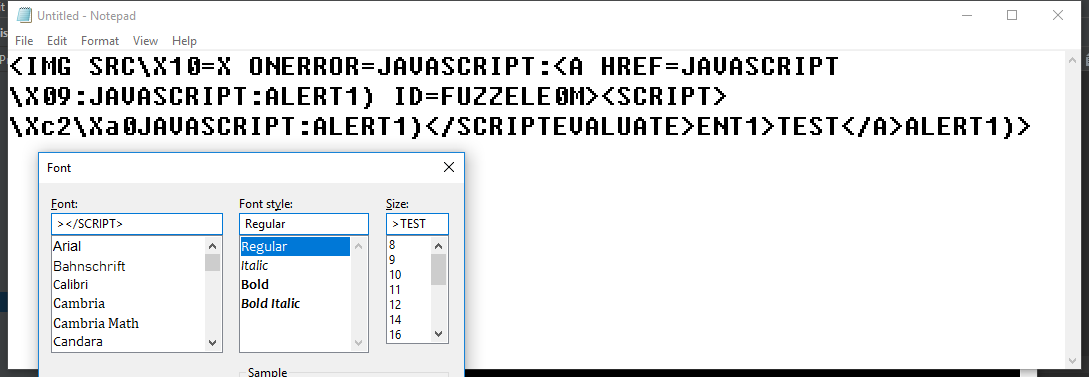 Untitled - Notepad
File Edit Format View Help
<IMG SRC\X10=X ONERROR=JAVASCRIPT:<A HREF=JAVASCRIPT
\X09:JAVASCRIPT:ALERT1) ID=FUZZELE0M><SCRIPT>
\Xc2\Xa0JAVASCRIPT:ALERT1)</SCRIPTEVALUATE>ENT1>TEST</A>ALERT1)>
Font
Font: Font style: Size:
></SCRIPT> Regular >TEST
Arial Regular 8
Bahnschrift Italic 9
Calibri Bold 10
Cambria Bold Italic 11
Cambria Math 12
Candara 14
16
Sample